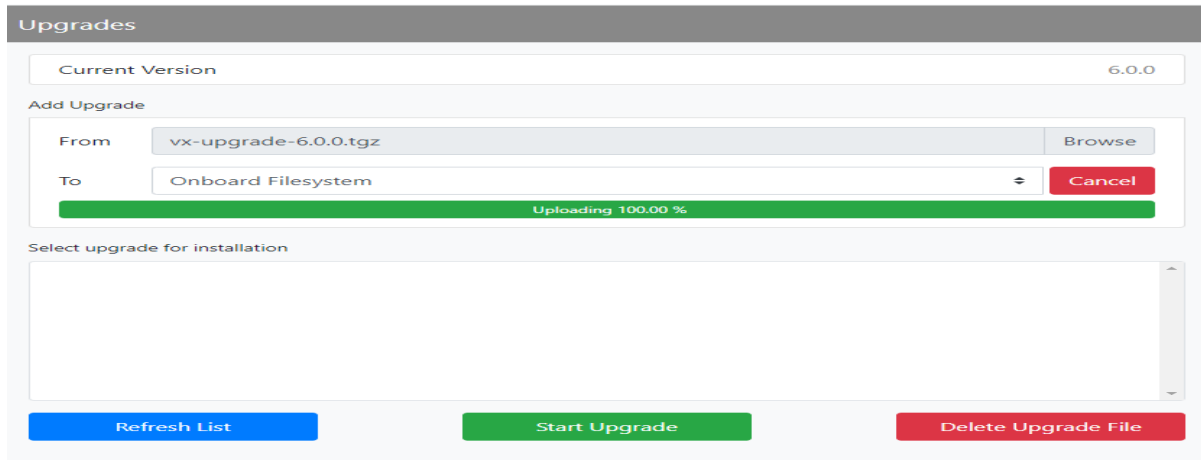 Upgrades
Current Version 6.0.0
Add Upgrade
From vx-upgrade-6.0.0.tgz Browse
To Onboard Filesystem Cancel
Uploading 100.00 %
Select upgrade for installation
Refresh List Start Upgrade Delete Upgrade File